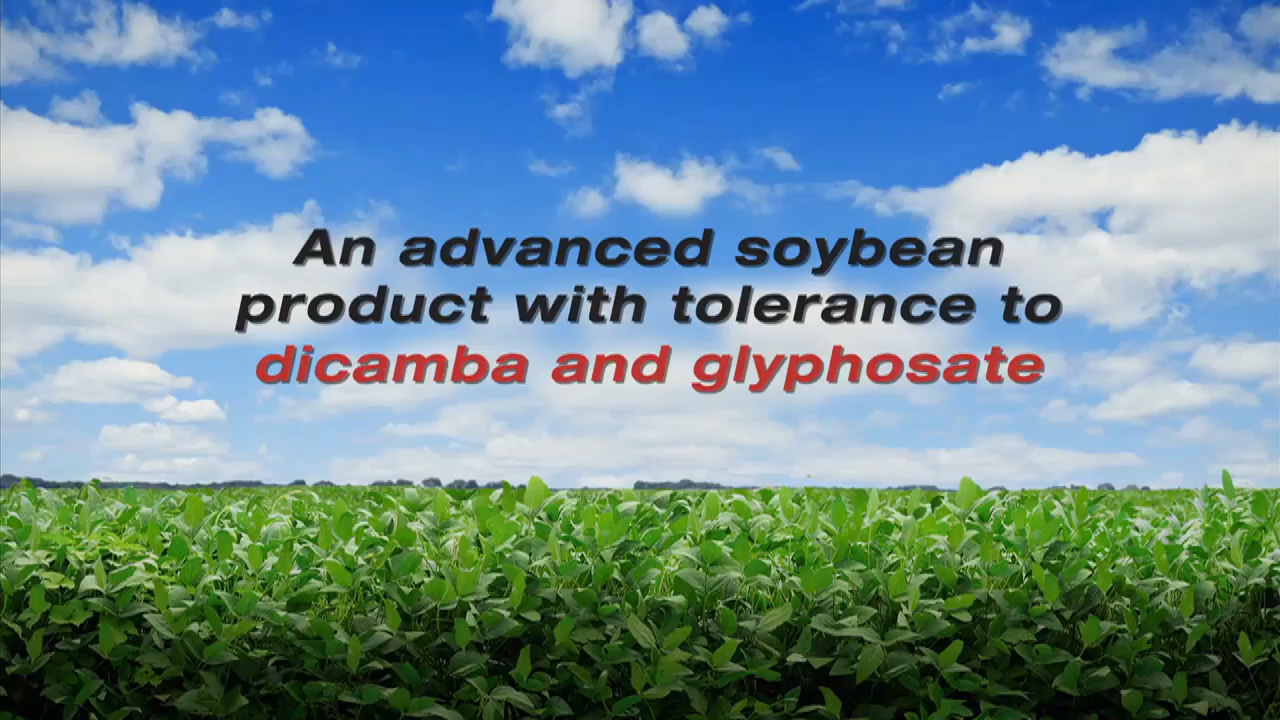 An advanced soybean
product with tolerance to
dicamba and glyphosate